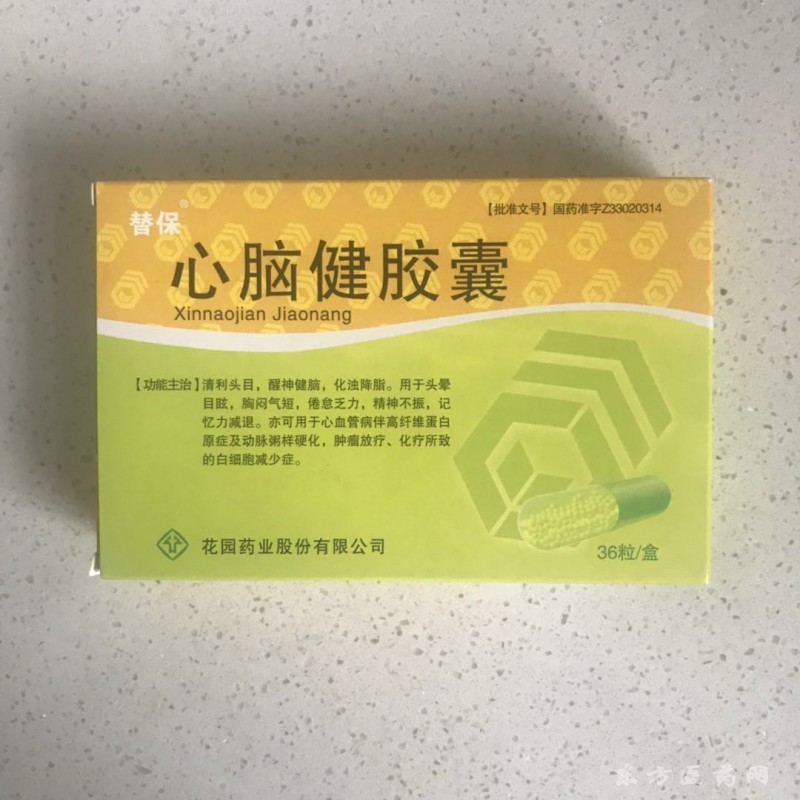 替保®
【批准文号】国药准字Z33020314
心脑健胶囊
Xinnaojian Jiaonang
【功能主治】清利头目，醒神健脑，化浊降脂。用于头晕
目眩，胸闷气短，倦怠乏力，精神不振，记
忆力减退。亦可用于心血管病伴高纤维蛋白
原症及动脉粥样硬化，肿瘤放疗、化疗所致
的白细胞减少症。
花园药业股份有限公司
36粒/盒
东方医药网